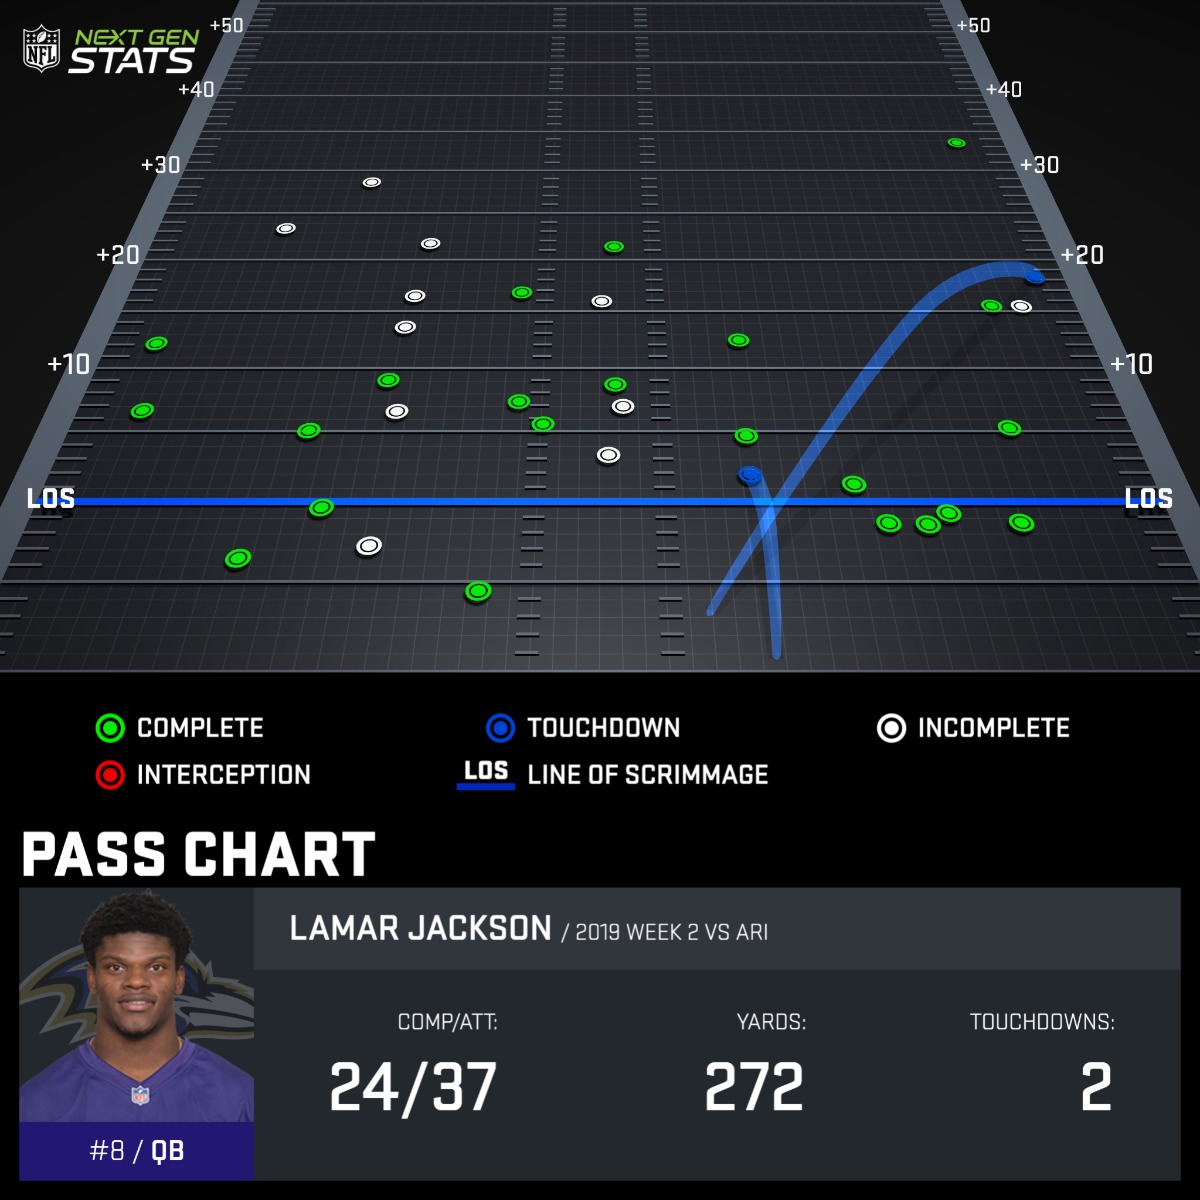 +50 +50
NFL NEXT GEN
STATS
+40 +40
+30 +30
+20 +20
+10 +10
LOS LOS
COMPLETE TOUCHDOWN INCOMPLETE
INTERCEPTION LOS LINE OF SCRIMMAGE
PASS CHART
LAMAR JACKSON / 2019 WEEK 2 VS ARI
COMP/ATT: YARDS: TOUCHDOWNS:
24/37 272 2
#8 / QB